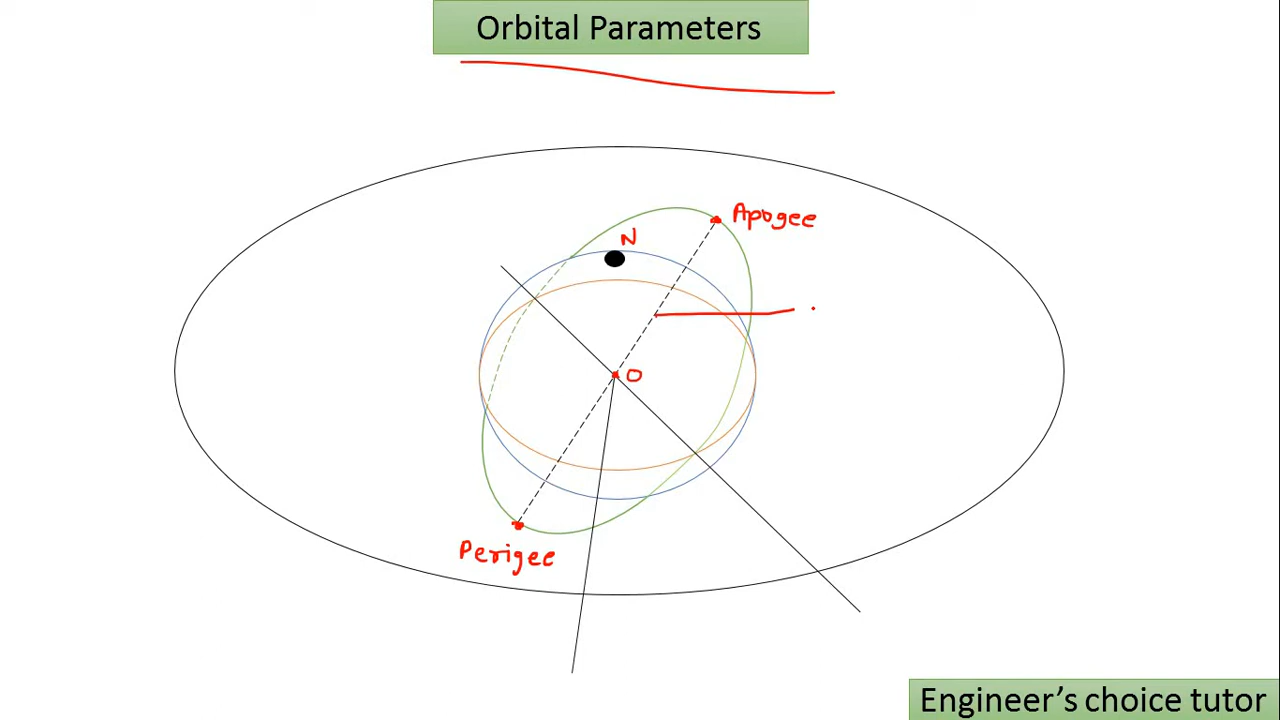 Orbital Parameters
Apogee
N
O
Perigee
Engineer's choice tutor